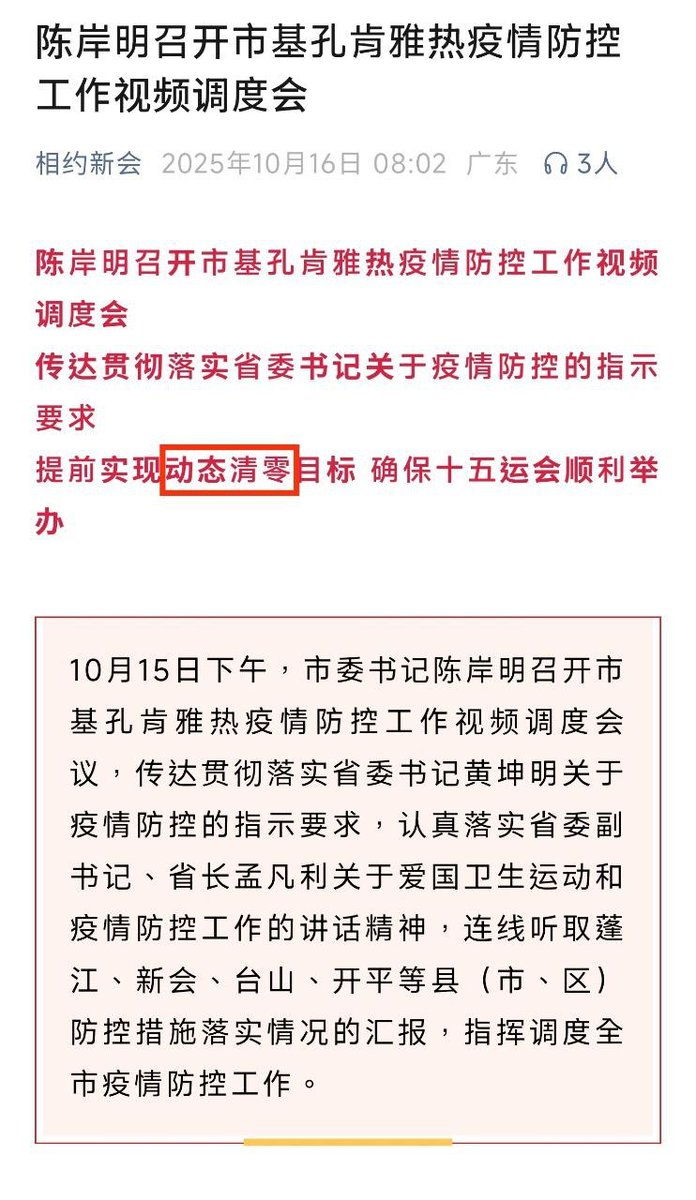 陈岸明召开市基孔肯雅热疫情防控
工作视频调度会
相约新会 2025年10月16日 08:02 广东 3人
陈岸明召开市基孔肯雅热疫情防控工作视频
调度会
传达贯彻落实省委书记关于疫情防控的指示
要求
提前实现动态清零目标 确保十五运会顺利举
办
10月15日下午，市委书记陈岸明召开市
基孔肯雅热疫情防控工作视频调度会
议，传达贯彻落实省委书记黄坤明关于
疫情防控的指示要求，认真落实省委副
书记、省长孟凡利关于爱国卫生运动和
疫情防控工作的讲话精神，连线听取蓬
江、新会、台山、开平等县（市、区）
防控措施落实情况的汇报，指挥调度全
市疫情防控工作。